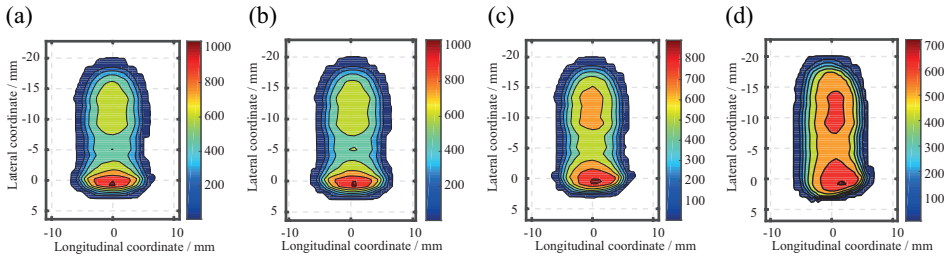 (a) (b) (c) (d)
-20 -15 -10 -5 0 5
Lateral coordinate / mm
-10 0 10
Longitudinal coordinate / mm
1000 800 600 400 200
-20 -15 -10 -5 0 5
Lateral coordinate / mm
-10 0 10
Longitudinal coordinate / mm
1000 800 600 400 200
-20 -15 -10 -5 0 5
Lateral coordinate / mm
-10 0 10
Longitudinal coordinate / mm
800 700 600 500 400 300 200 100
-20 -15 -10 -5 0 5
Lateral coordinate / mm
-10 0 10
Longitudinal coordinate / mm
700 600 500 400 300 200 100